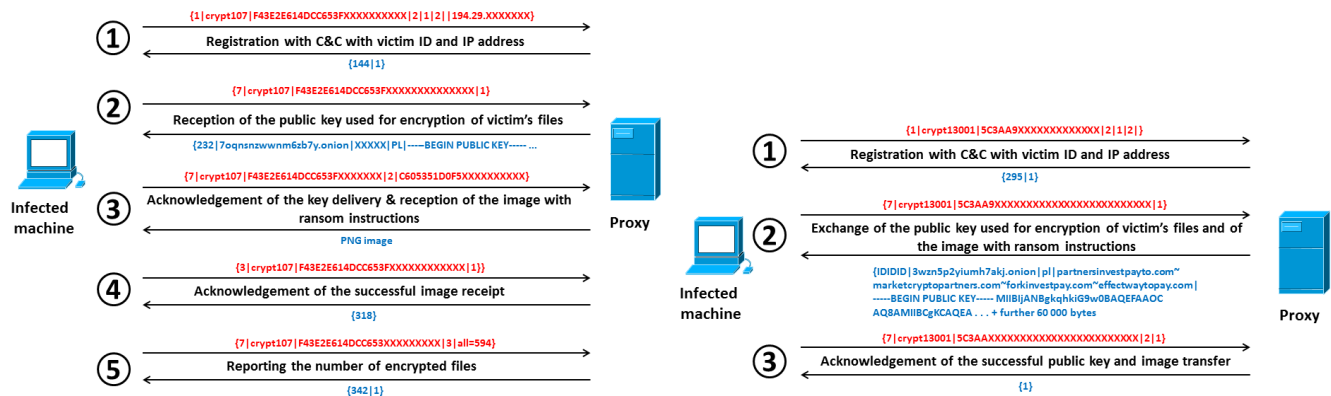 {1|crypt107|F43E2E614DCC653FXXXXXXXXXX|2|1|2||194.29.XXXXXXX}
1
Registration with C&C with victim ID and IP address
{144|1}
{7|crypt107|F43E2E614DCC653FXXXXXXXXXXXXXX|1}
2
Reception of the public key used for encryption of victim's files
{232|7oqnsnzwwnm6zb7y.onion|XXXXX|PL|-----BEGIN PUBLIC KEY----- ...
{7|crypt107|F43E2E614DCC653FXXXXXXX|2|C605351D0F5XXXXXXXXXX}
3
Acknowledgement of the key delivery & reception of the image with
ransom instructions
PNG image
Infected
machine
Proxy
{3|crypt107|F43E2E614DCC653FXXXXXXXXXXXX|1}}
4
Acknowledgement of the successful image receipt
{318}
{7|crypt107|F43E2E614DCC653XXXXXXXXX|3|all=594}
5
Reporting the number of encrypted files
{342|1}
{1|crypt13001|5C3AA9XXXXXXXXXXXXX|2|1|2|}
1
Registration with C&C with victim ID and IP address
{295|1}
{7|crypt13001|5C3AA9XXXXXXXXXXXXXXXXXXXXXXXX|1}
2
Exchange of the public key used for encryption of victim's files and of
the image with ransom instructions
{IDIDID|3wzn5p2yiumh7akj.onion|pl|partnersinvestpayto.com~
marketcryptopartners.com~forkinvestpay.com~effectwaytopay.com|
-----BEGIN PUBLIC KEY----- MIIBIjANBgkqhkiG9w0BAQEFAAOC
AQ8AMIIBCgKCAQEA . . . + further 60 000 bytes
Infected
machine
Proxy
{7|crypt13001|5C3AAXXXXXXXXXXXXXXXXXXXXXXX|2|1}
3
Acknowledgement of the successful public key and image transfer
{1}